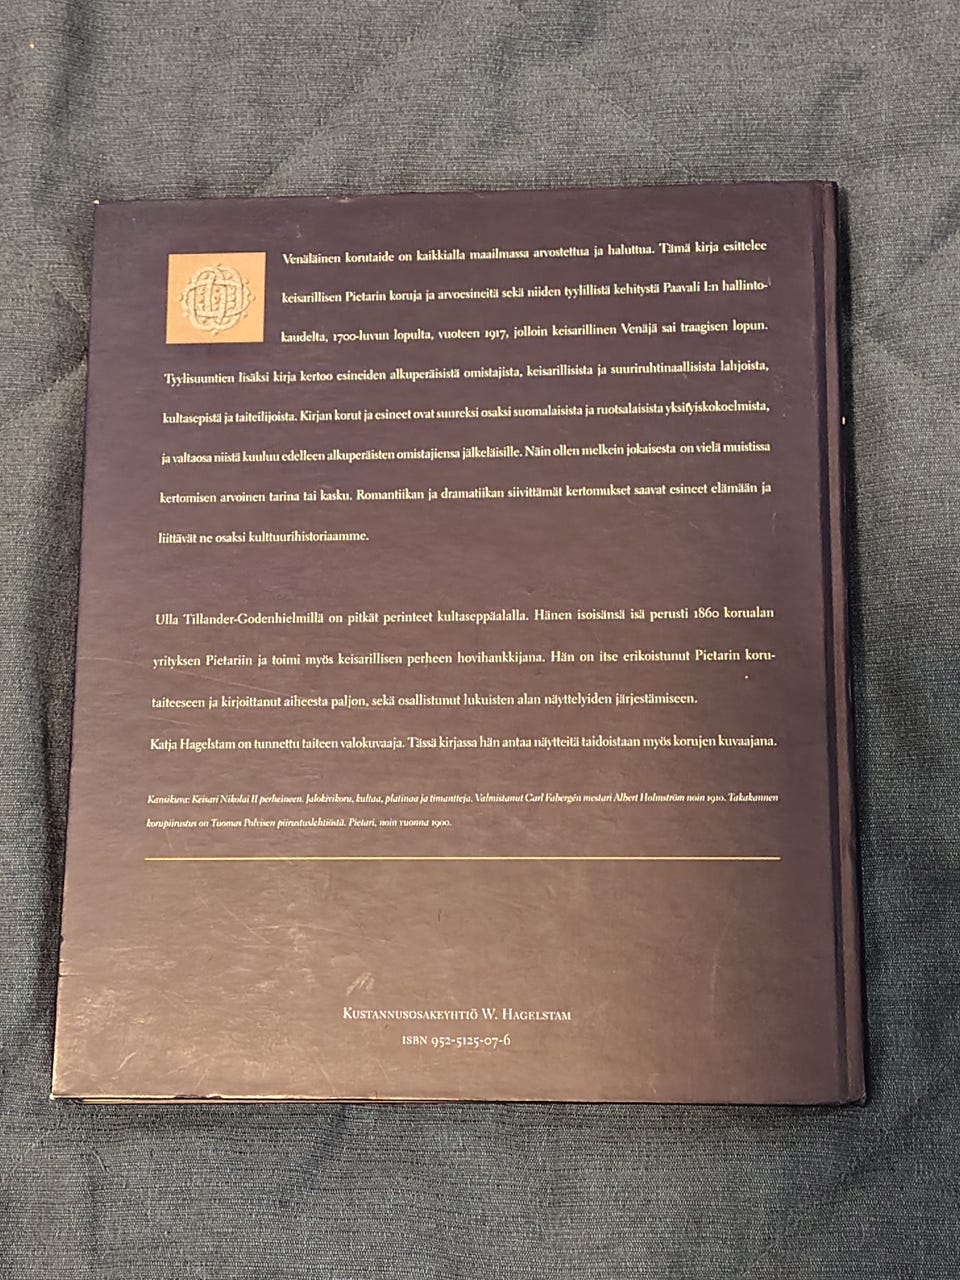 Venäläinen korutaide on kaikkialla maailmassa arvostettua ja haluttua. Tämä kirja esittelee
keisarillisen Pietarin koruja ja arvoesineitä sekä niiden tyylillistä kehitystä Paavali I:n hallinto-
kaudelta, 1700-luvun lopulta, vuoteen 1917, jolloin keisarillinen Venäjä sai traagisen lopun.
Tyylisuuntien lisäksi kirja kertoo esineiden alkuperäisistä omistajista, keisarillisista ja suuriruhtinaallisista lahjoista,
kultasepistä ja taiteilijoista. Kirjan korut ja esineet ovat suureksi osaksi suomalaisista ja ruotsalaisista yksityiskokoelmista,
ja valtaosa niistä kuuluu edelleen alkuperäisten omistajiensa jälkeläisille. Näin ollen melkein jokaisesta on vielä muistissa
kertomisen arvoinen tarina tai kasku. Romantiikan ja dramatiikan siivittämät kertomukset saavat esineet elämään ja
liittävät ne osaksi kulttuurihistoriaamme.
Ulla Tillander-Godenhielmillä on pitkät perinteet kultaseppäalalla. Hänen isoisänsä isä perusti 1860 korualan
yrityksen Pietariin ja toimi myös keisarillisen perheen hovihankkijana. Hän on itse erikoistunut Pietarin koru-
taiteeseen ja kirjoittanut aiheesta paljon, sekä osallistunut lukuisten alan näyttelyiden järjestämiseen.
Katja Hagelstam on tunnettu taiteen valokuvaaja. Tässä kirjassa hän antaa näytteitä taidoistaan myös korujen kuvaajana.
Kansikuva: Keisari Nikolai II perheineen. Jalokivikoru, kultaa, platinaa ja timantteja. Valmistanut Carl Fabergén mestari Albert Holmström noin 1910. Takakannen
korupiirustus on Tuomas Polvisen piirustuslehtiöstä. Pietari, noin vuonna 1900.
Kustannusosakeyhtiö W. Hagelstam
ISBN 952-5125-07-6